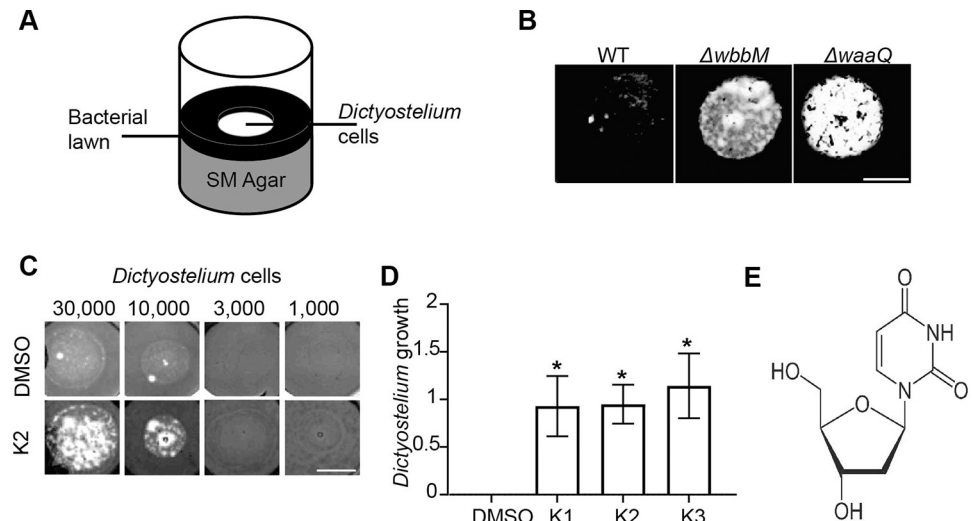 A
Bacterial
lawn
Dictyostelium
cells
SM Agar
B
WT ΔwbbM ΔwaaQ
C
Dictyostelium cells
30,000 10,000 3,000 1,000
DMSO
K2
D
Dictyostelium growth
2
1.5
1
0.5
0
* * *
DMSO K1 K2 K3
E
O
NH
O
N
HO
O
OH